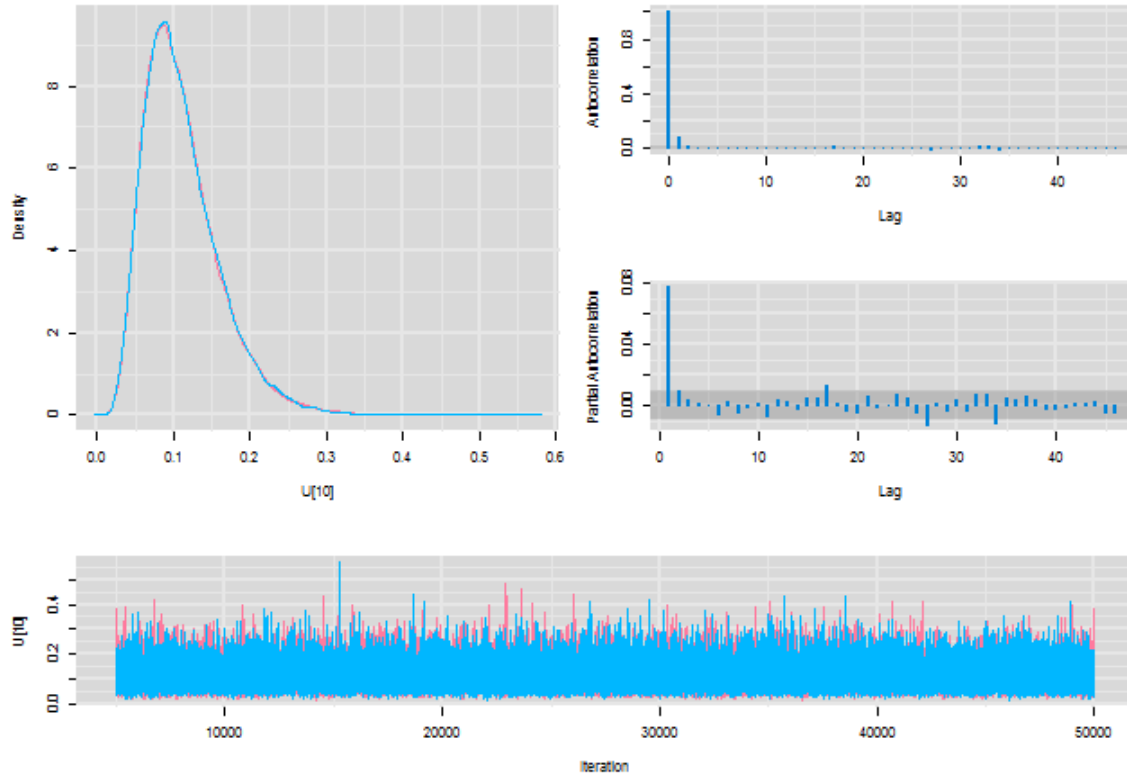 Density
0
2
4
6
8
0.0 0.1 0.2 0.3 0.4 0.5 0.6
U[10]
Autocorrelation
0.0 0.4 0.8
0 10 20 30 40
Lag
Partial Autocorrelation
0.00 0.04 0.08
0 10 20 30 40
Lag
U[10]
0.0 0.2 0.4
10000 20000 30000 40000 50000
Iteration